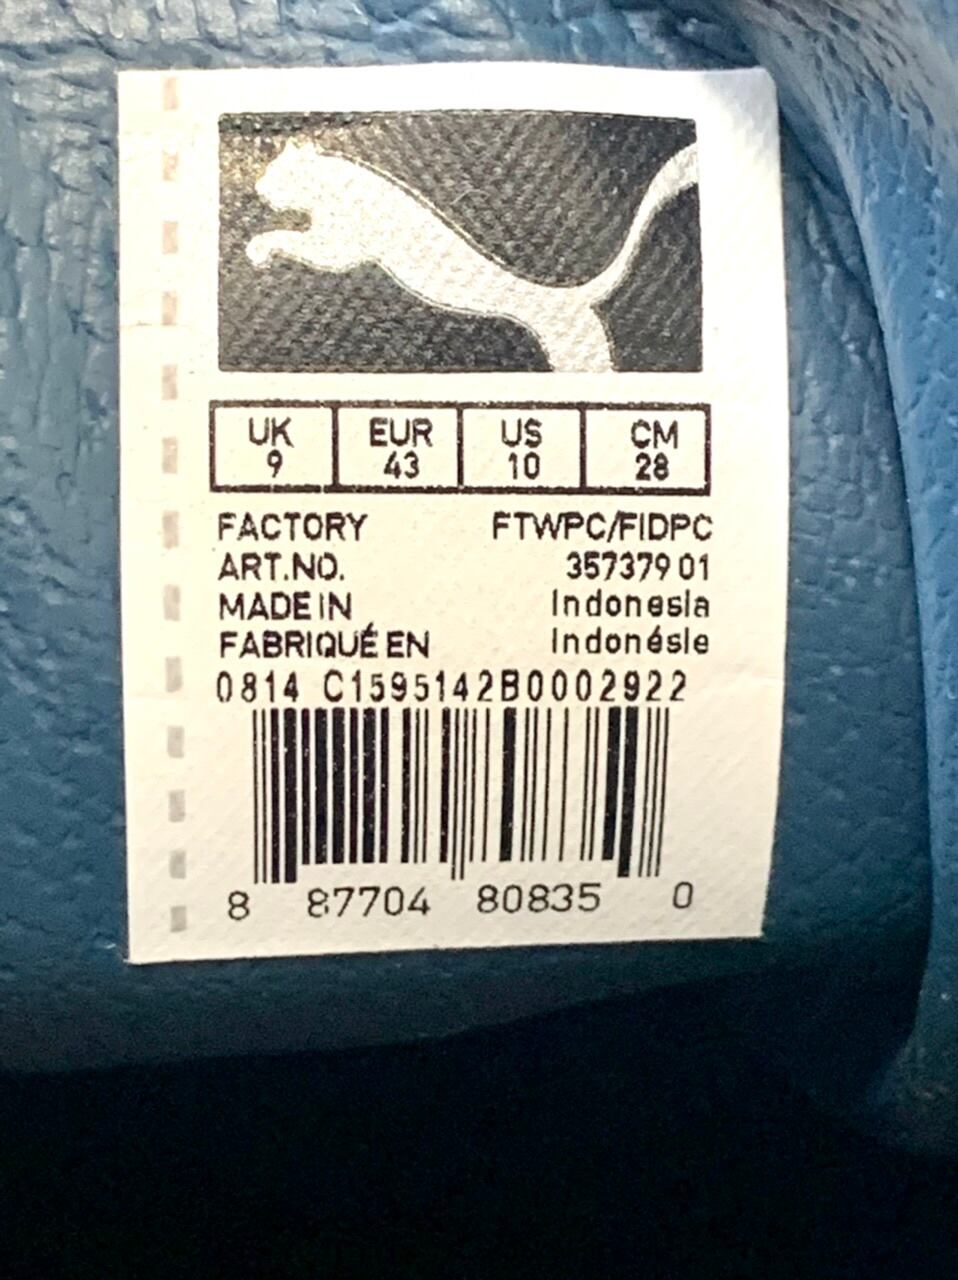 UK EUR US CM
9 43 10 28
FACTORY FTWPC/FIDPC
ART.NO. 357379 01
MADE IN Indonesia
FABRIQUÉ EN Indonésie
0814 C1595142B0002922
8 87704 80835 0